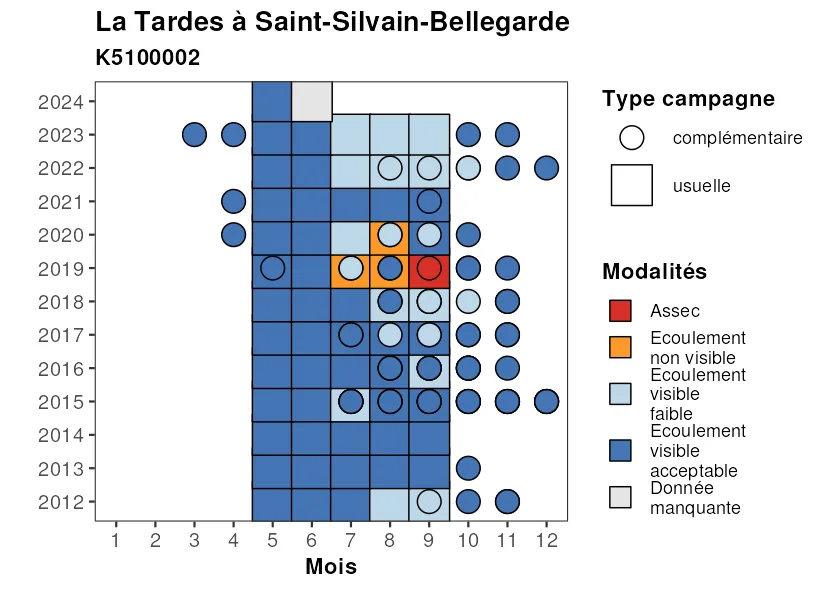 La Tardes à Saint-Silvain-Bellegarde
K5100002
2024
2023
2022
2021
2020
2019
2018
2017
2016
2015
2014
2013
2012
1 2 3 4 5 6 7 8 9 10 11 12
Mois
Type campagne
complémentaire
usuelle
Modalités
Assec
Ecoulement
non visible
Ecoulement
visible
faible
Ecoulement
visible
acceptable
Donnée
manquante